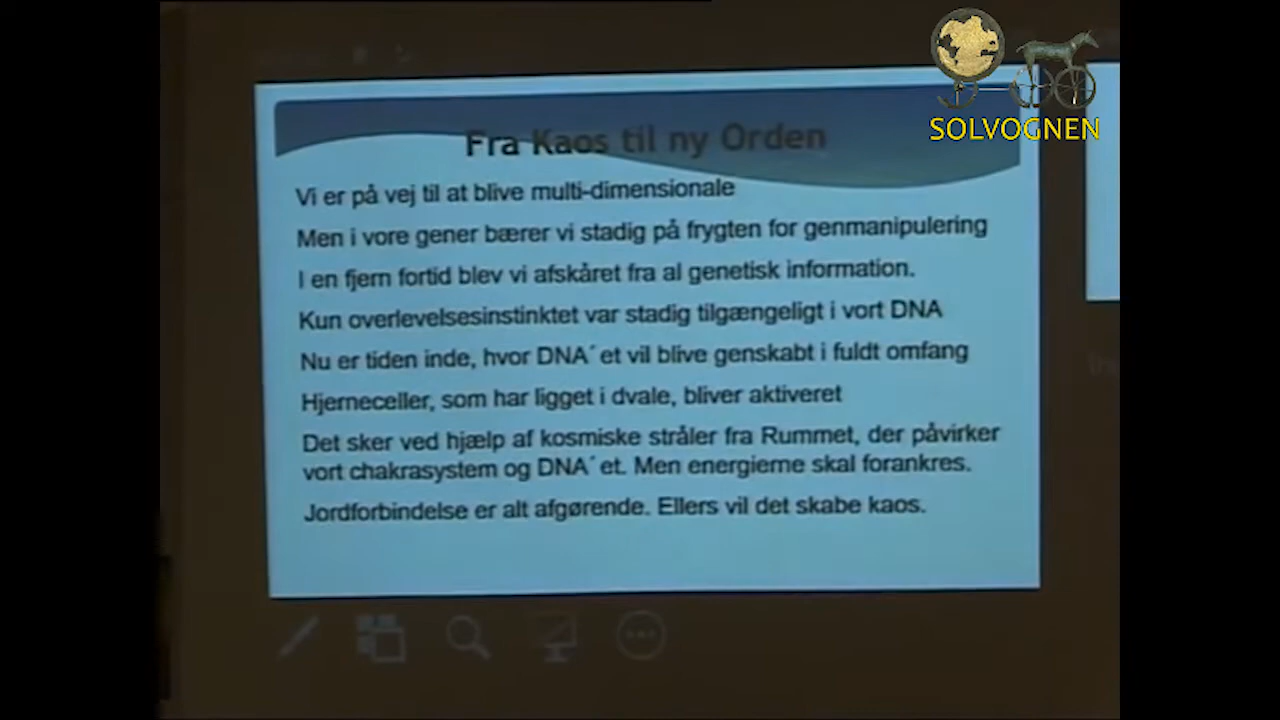 SOLVOGNEN
Fra Kaos til ny Orden
Vi er på vej til at blive multi-dimensionale
Men i vore gener bærer vi stadig på frygten for genmanipulering
I en fjern fortid blev vi afskåret fra al genetisk information.
Kun overlevelsesinstinktet var stadig tilgængeligt i vort DNA
Nu er tiden inde, hvor DNA´et vil blive genskabt i fuldt omfang
Hjerneceller, som har ligget i dvale, bliver aktiveret
Det sker ved hjælp af kosmiske stråler fra Rummet, der påvirker
vort chakrasystem og DNA´et. Men energierne skal forankres.
Jordforbindelse er alt afgørende. Ellers vil det skabe kaos.